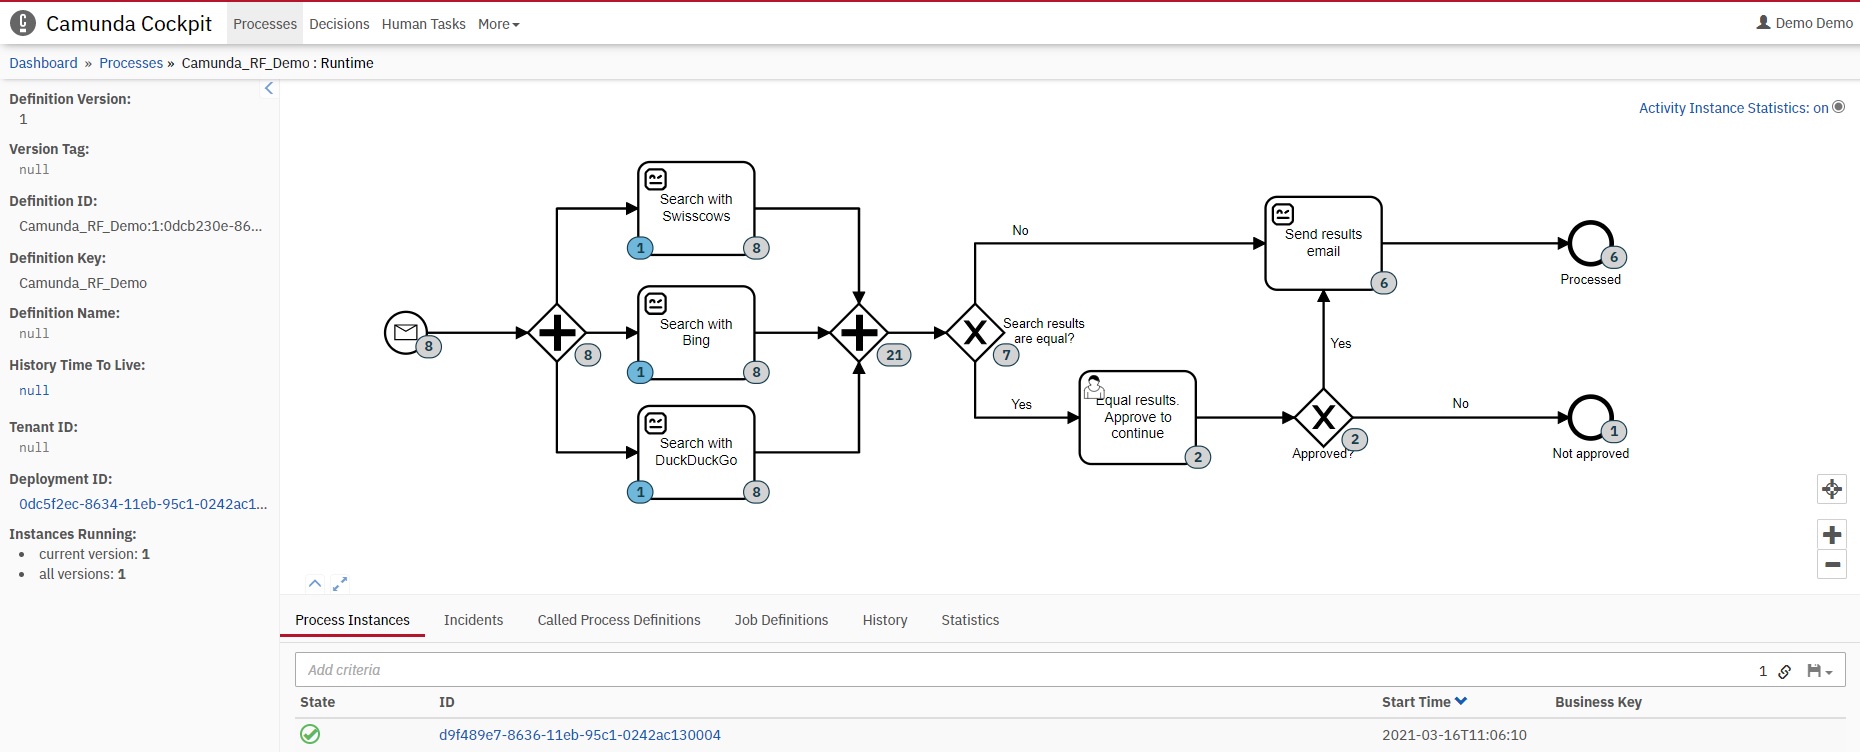 Camunda Cockpit
Processes
Decisions
Human Tasks
More
Demo Demo
Dashboard » Processes » Camunda_RF_Demo : Runtime
Definition Version:
1
Version Tag:
null
Definition ID:
Camunda_RF_Demo:1:0dcb230e-86...
Definition Key:
Camunda_RF_Demo
Definition Name:
null
History Time To Live:
null
Tenant ID:
null
Deployment ID:
0dc5f2ec-8634-11eb-95c1-0242ac1...
Instances Running:
current version: 1
all versions: 1
Activity Instance Statistics: on
8
8
Search with
Swisscows
1
8
Search with
Bing
1
8
Search with
DuckDuckGo
1
8
21
Search results
are equal?
7
No
Yes
Equal results.
Approve to
continue
2
Approved?
2
Yes
No
Send results
email
6
Processed
6
Not approved
1
Process Instances
Incidents
Called Process Definitions
Job Definitions
History
Statistics
Add criteria
1
State
ID
Start Time
Business Key
d9f489e7-8636-11eb-95c1-0242ac130004
2021-03-16T11:06:10